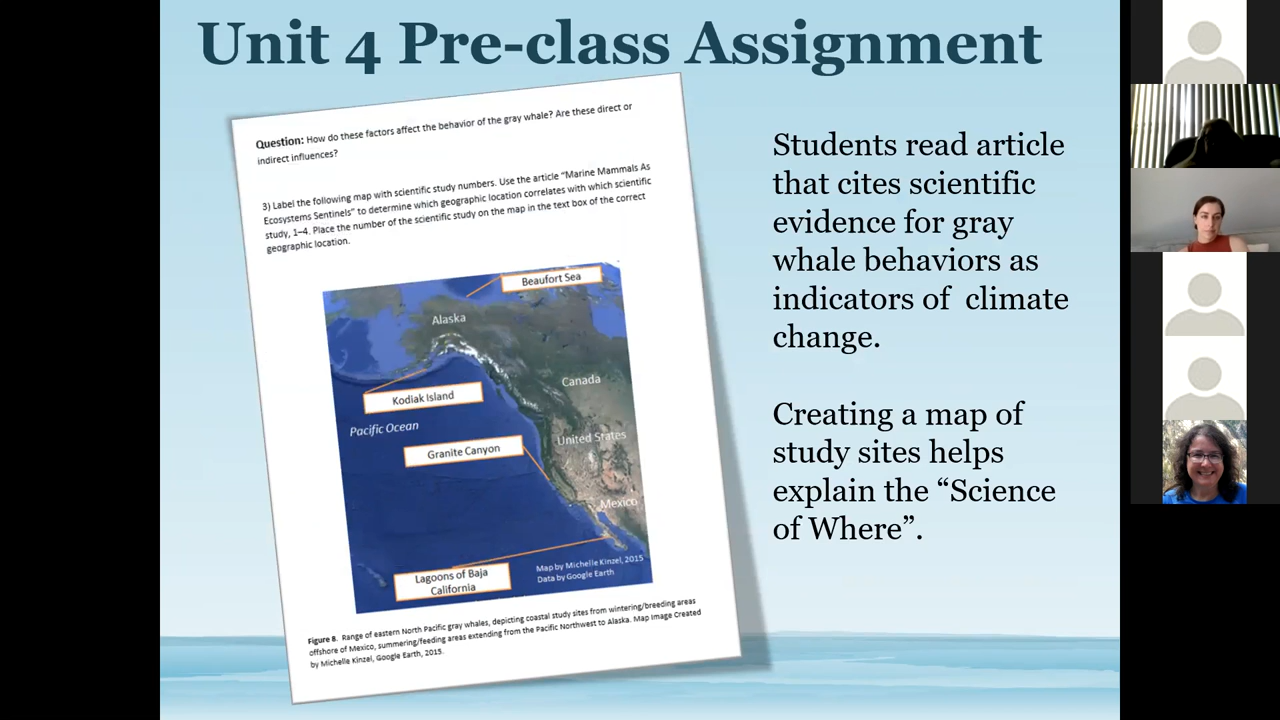 Unit 4 Pre-class Assignment
Question: How do these factors affect the behavior of the gray whale? Are these direct or
indirect influences?
3) Label the following map with scientific study numbers. Use the article “Marine Mammals As
Ecosystems Sentinels” to determine which geographic location correlates with which scientific
study, 1–4. Place the number of the scientific study on the map in the text box of the correct
geographic location.
Beaufort Sea
Alaska
Canada
Kodiak Island
Pacific Ocean
United States
Granite Canyon
Mexico
Lagoons of Baja
California
Map by Michelle Kinzel, 2015
Data by Google Earth
Figure 8. Range of eastern North Pacific gray whales, depicting coastal study sites from wintering/breeding areas
offshore of Mexico, summering/feeding areas extending from the Pacific Northwest to Alaska. Map Image Created
by Michelle Kinzel, Google Earth, 2015.
Students read article
that cites scientific
evidence for gray
whale behaviors as
indicators of  climate
change.
Creating a map of
study sites helps
explain the “Science
of Where”.